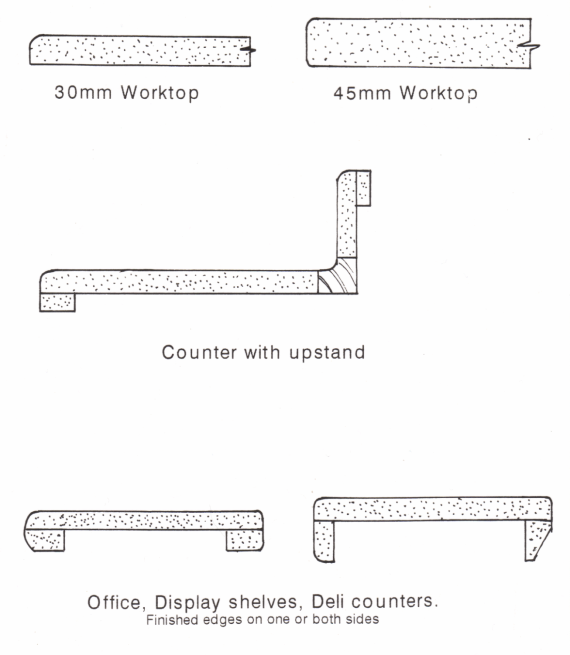 30mm Worktop
45mm Worktop
Counter with upstand
Office, Display shelves, Deli counters.
Finished edges on one or both sides